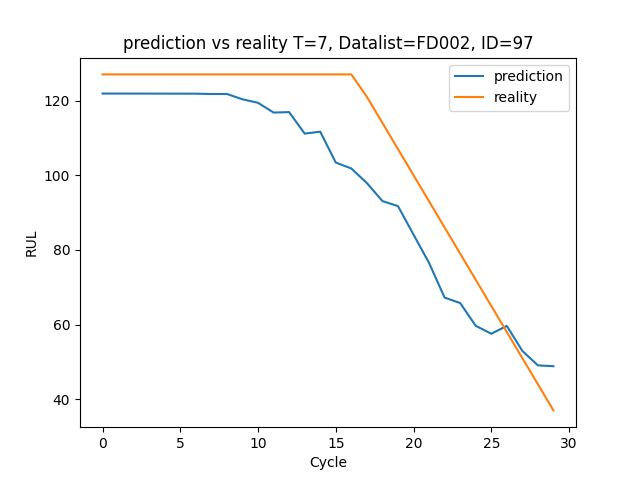 prediction vs reality T=7, Datalist=FD002, ID=97
prediction
reality
120
100
80
60
40
RUL
0 5 10 15 20 25 30
Cycle